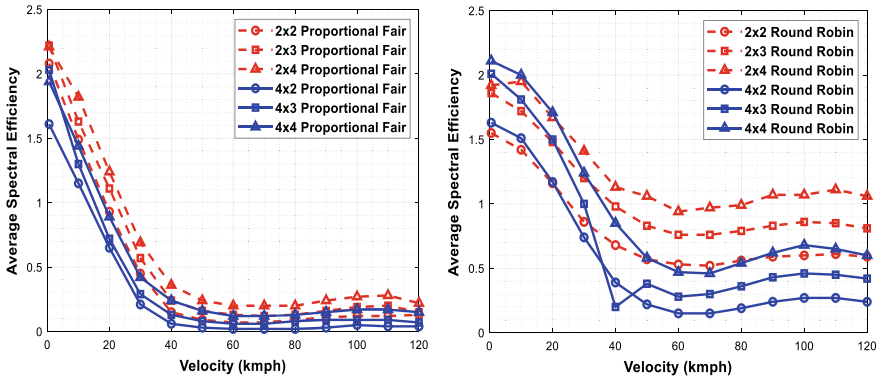 2.5
2
1.5
1
0.5
0
0
20
40
60
80
100
120
Average Spectral Efficiency
Velocity (kmph)
2x2 Proportional Fair
2x3 Proportional Fair
2x4 Proportional Fair
4x2 Proportional Fair
4x3 Proportional Fair
4x4 Proportional Fair
2.5
2
1.5
1
0.5
0
0
20
40
60
80
100
120
Average Spectral Efficiency
Velocity (kmph)
2x2 Round Robin
2x3 Round Robin
2x4 Round Robin
4x2 Round Robin
4x3 Round Robin
4x4 Round Robin